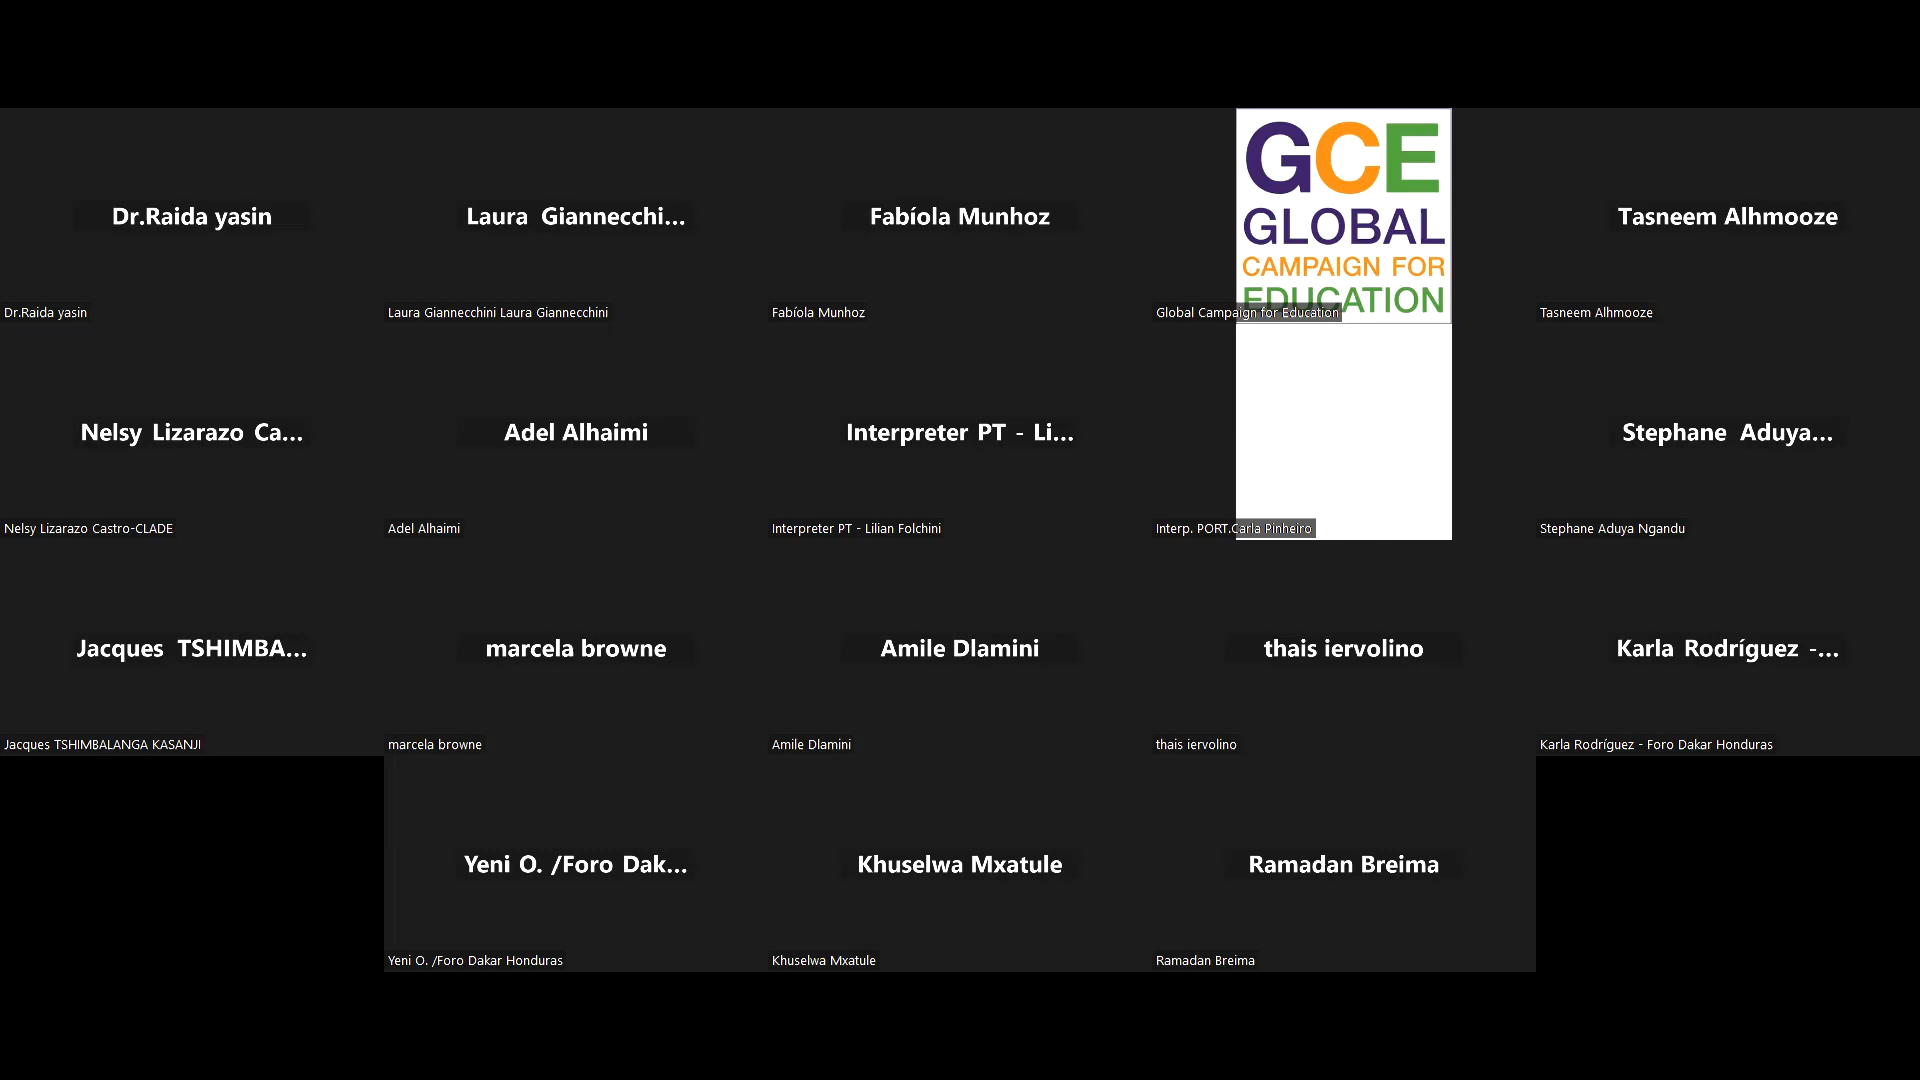 Dr.Raida yasin
Dr.Raida yasin
Laura Giannecchi...
Laura Giannecchini Laura Giannecchini
Fabíola Munhoz
Fabíola Munhoz
GCE
GLOBAL
CAMPAIGN FOR
EDUCATION
Global Campaign for Education
Tasneem Alhmooze
Tasneem Alhmooze
Nelsy Lizarazo Ca...
Nelsy Lizarazo Castro-CLADE
Adel Alhaimi
Adel Alhaimi
Interpreter PT - Li...
Interpreter PT - Lilian Folchini
Interp. PORT.Carla Pinheiro
Stephane Aduya...
Stephane Aduya Ngandu
Jacques TSHIMBA...
Jacques TSHIMBALANGA KASANJI
marcela browne
marcela browne
Amile Dlamini
Amile Dlamini
thais iervolino
thais iervolino
Karla Rodríguez -...
Karla Rodríguez - Foro Dakar Honduras
Yeni O. /Foro Dak...
Yeni O. /Foro Dakar Honduras
Khuselwa Mxatule
Khuselwa Mxatule
Ramadan Breima
Ramadan Breima